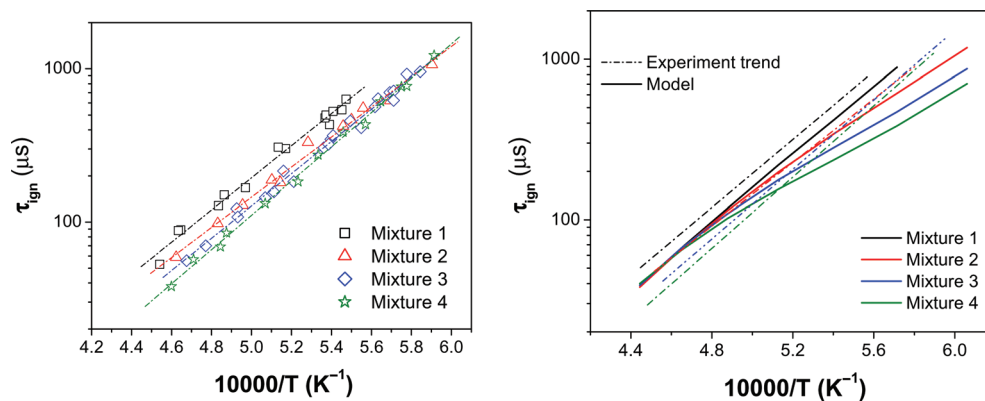 1000
100
τign (μs)
4.2 4.4 4.6 4.8 5.0 5.2 5.4 5.6 5.8 6.0 6.2
10000/T (K⁻¹)
Mixture 1
Mixture 2
Mixture 3
Mixture 4
1000
100
τign (μs)
4.4 4.8 5.2 5.6 6.0
10000/T (K⁻¹)
Experiment trend
Model
Mixture 1
Mixture 2
Mixture 3
Mixture 4